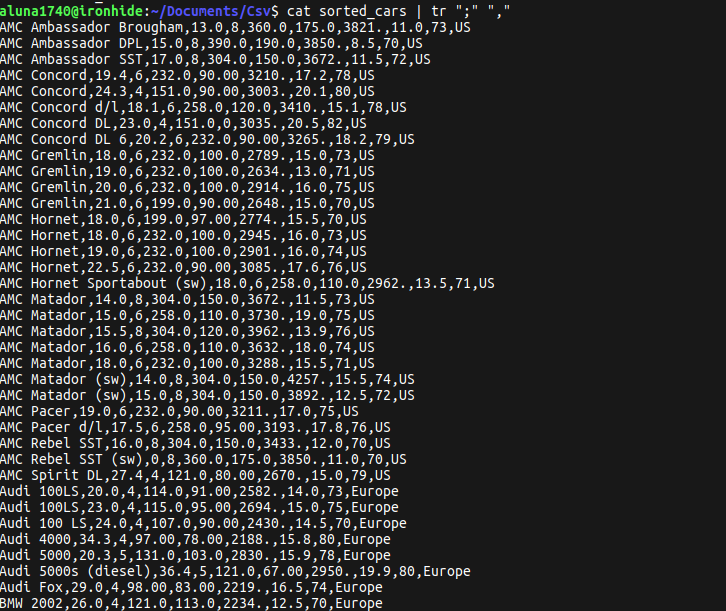 aluna1740@ironhide:~/Documents/Csv$ cat sorted_cars | tr ";" ","
AMC Ambassador Brougham,13.0,8,360.0,175.0,3821.,11.0,73,US
AMC Ambassador DPL,15.0,8,390.0,190.0,3850.,8.5,70,US
AMC Ambassador SST,17.0,8,304.0,150.0,3672.,11.5,72,US
AMC Concord,19.4,6,232.0,90.00,3210.,17.2,78,US
AMC Concord,24.3,4,151.0,90.00,3003.,20.1,80,US
AMC Concord d/l,18.1,6,258.0,120.0,3410.,15.1,78,US
AMC Concord DL,23.0,4,151.0,0,3035.,20.5,82,US
AMC Concord DL 6,20.2,6,232.0,90.00,3265.,18.2,79,US
AMC Gremlin,18.0,6,232.0,100.0,2789.,15.0,73,US
AMC Gremlin,19.0,6,232.0,100.0,2634.,13.0,71,US
AMC Gremlin,20.0,6,232.0,100.0,2914.,16.0,75,US
AMC Gremlin,21.0,6,199.0,90.00,2648.,15.0,70,US
AMC Hornet,18.0,6,199.0,97.00,2774.,15.5,70,US
AMC Hornet,18.0,6,232.0,100.0,2945.,16.0,73,US
AMC Hornet,19.0,6,232.0,100.0,2901.,16.0,74,US
AMC Hornet,22.5,6,232.0,90.00,3085.,17.6,76,US
AMC Hornet Sportabout (sw),18.0,6,258.0,110.0,2962.,13.5,71,US
AMC Matador,14.0,8,304.0,150.0,3672.,11.5,73,US
AMC Matador,15.0,6,258.0,110.0,3730.,19.0,75,US
AMC Matador,15.5,8,304.0,120.0,3962.,13.9,76,US
AMC Matador,16.0,6,258.0,110.0,3632.,18.0,74,US
AMC Matador,18.0,6,232.0,100.0,3288.,15.5,71,US
AMC Matador (sw),14.0,8,304.0,150.0,4257.,15.5,74,US
AMC Matador (sw),15.0,8,304.0,150.0,3892.,12.5,72,US
AMC Pacer,19.0,6,232.0,90.00,3211.,17.0,75,US
AMC Pacer d/l,17.5,6,258.0,95.00,3193.,17.8,76,US
AMC Rebel SST,16.0,8,304.0,150.0,3433.,12.0,70,US
AMC Rebel SST (sw),0,8,360.0,175.0,3850.,11.0,70,US
AMC Spirit DL,27.4,4,121.0,80.00,2670.,15.0,79,US
Audi 100LS,20.0,4,114.0,91.00,2582.,14.0,73,Europe
Audi 100LS,23.0,4,115.0,95.00,2694.,15.0,75,Europe
Audi 100 LS,24.0,4,107.0,90.00,2430.,14.5,70,Europe
Audi 4000,34.3,4,97.00,78.00,2188.,15.8,80,Europe
Audi 5000,20.3,5,131.0,103.0,2830.,15.9,78,Europe
Audi 5000s (diesel),36.4,5,121.0,67.00,2950.,19.9,80,Europe
Audi Fox,29.0,4,98.00,83.00,2219.,16.5,74,Europe
BMW 2002,26.0,4,121.0,113.0,2234.,12.5,70,Europe